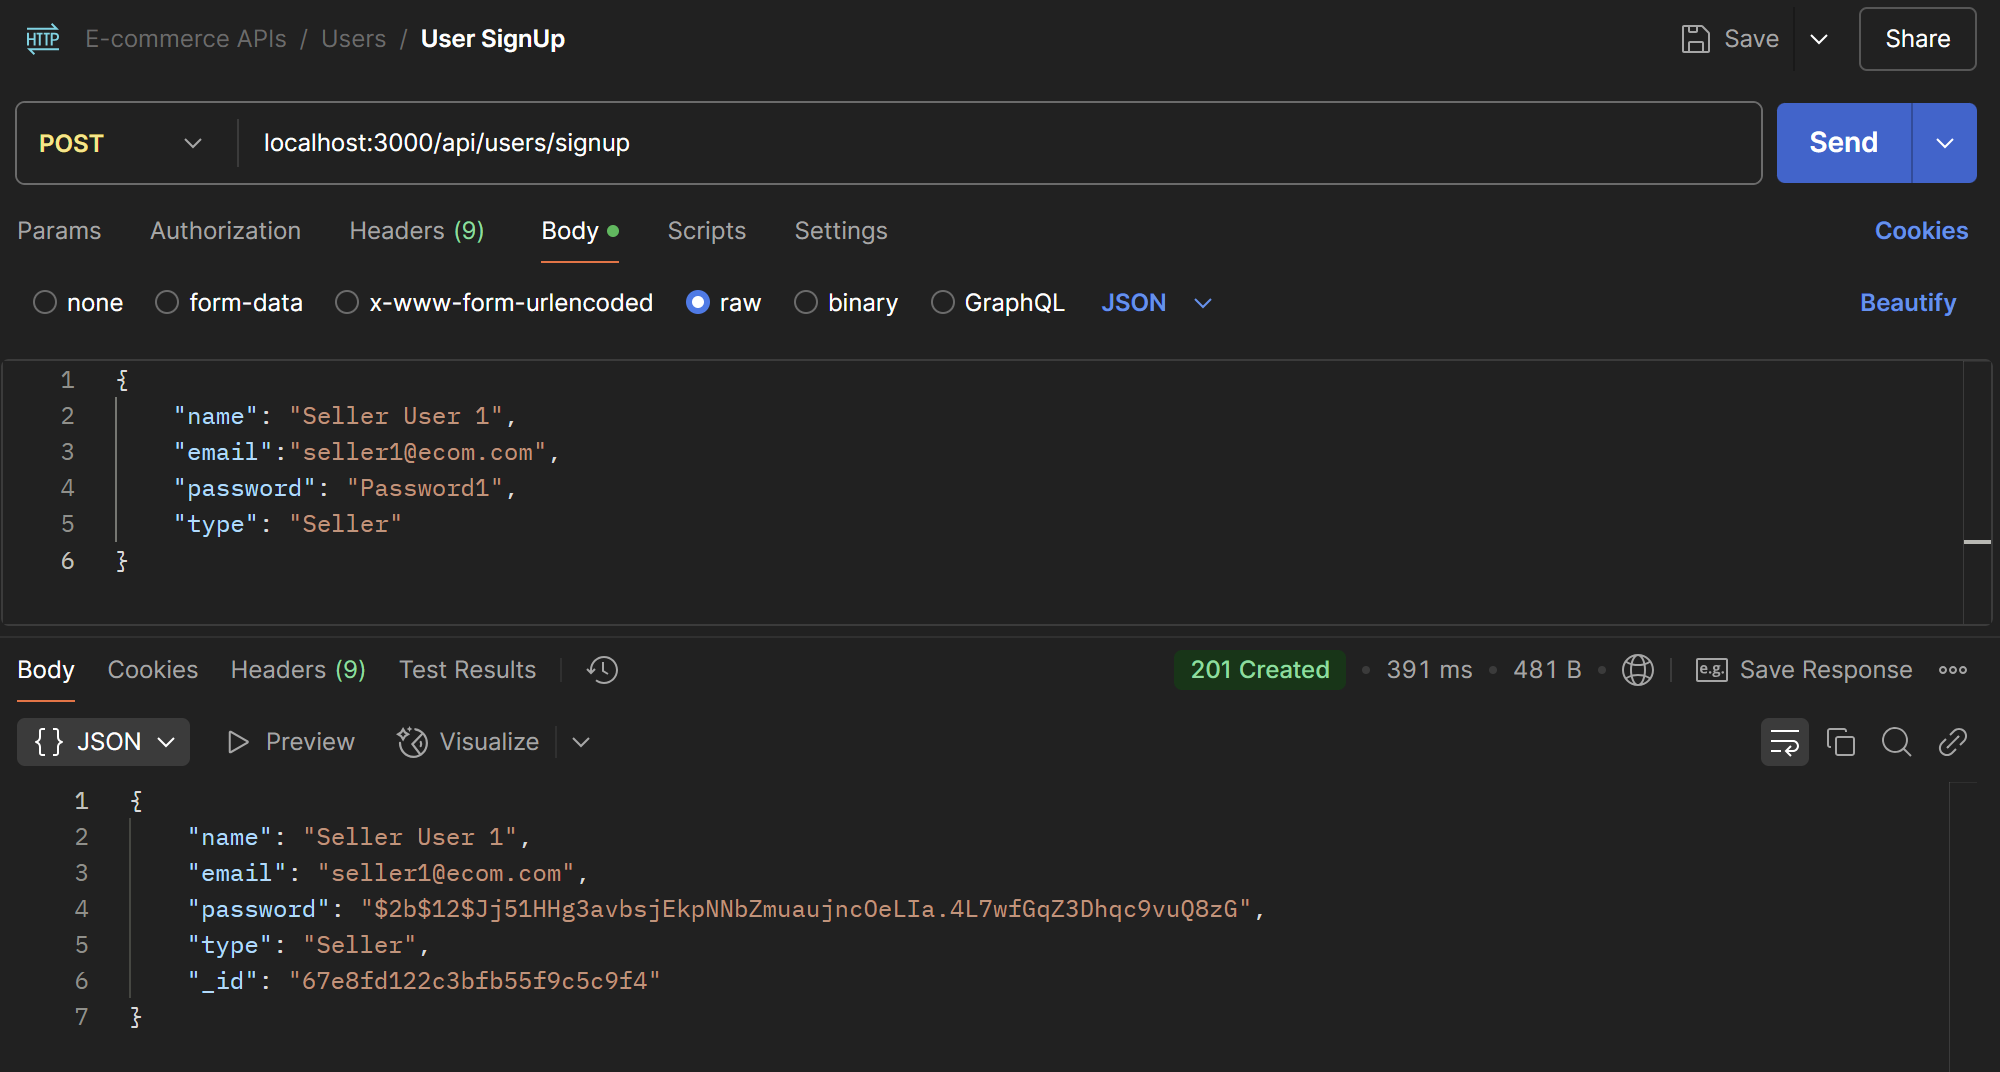 HTTP E-commerce APIs / Users / User SignUp Save Share
POST localhost:3000/api/users/signup Send
Params Authorization Headers (9) Body Scripts Settings Cookies
none form-data x-www-form-urlencoded raw binary GraphQL JSON Beautify
1 {
2 "name": "Seller User 1",
3 "email":"seller1@ecom.com",
4 "password": "Password1",
5 "type": "Seller"
6 }
Body Cookies Headers (9) Test Results 201 Created • 391 ms • 481 B • e.g. Save Response
{} JSON Preview Visualize
1 {
2 "name": "Seller User 1",
3 "email": "seller1@ecom.com",
4 "password": "$2b$12$Jj51HHg3avbsjEkpNNbZmuaujncOeLIa.4L7wfGqZ3Dhqc9vuQ8zG",
5 "type": "Seller",
6 "_id": "67e8fd122c3bfb55f9c5c9f4"
7 }